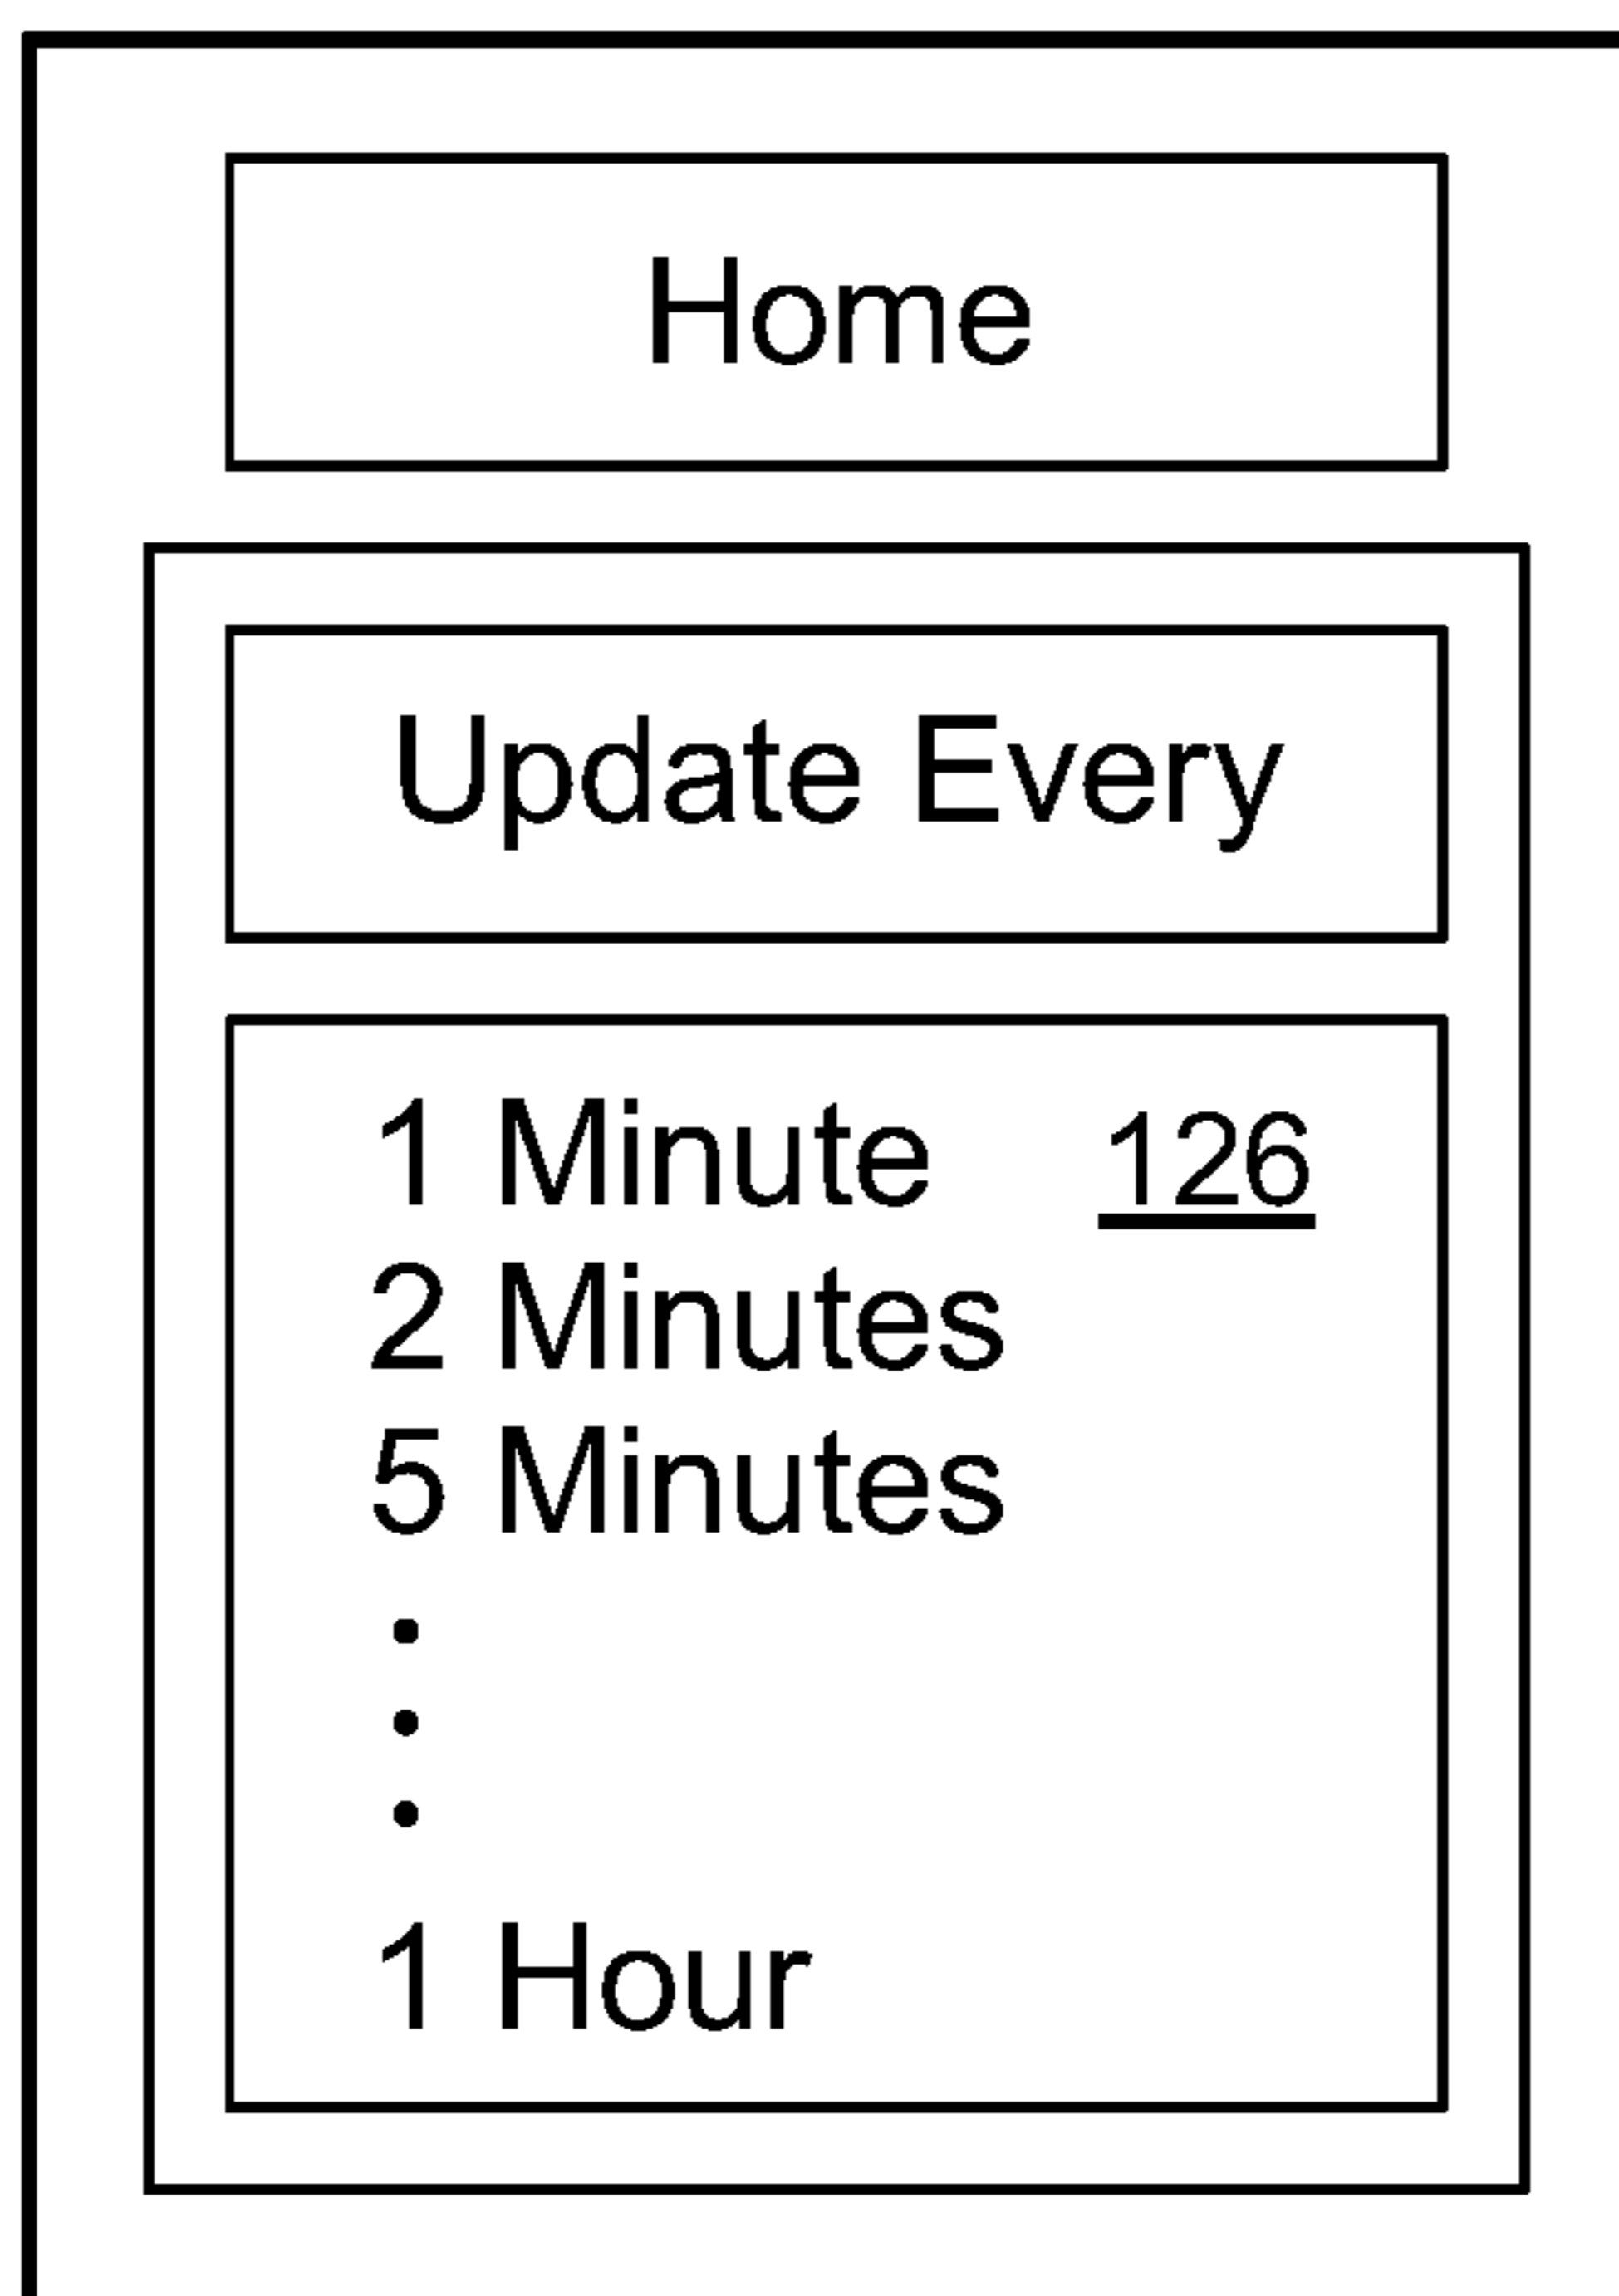 Home
Update Every
1 Minute 126
2 Minutes
5 Minutes
.
.
.
1 Hour